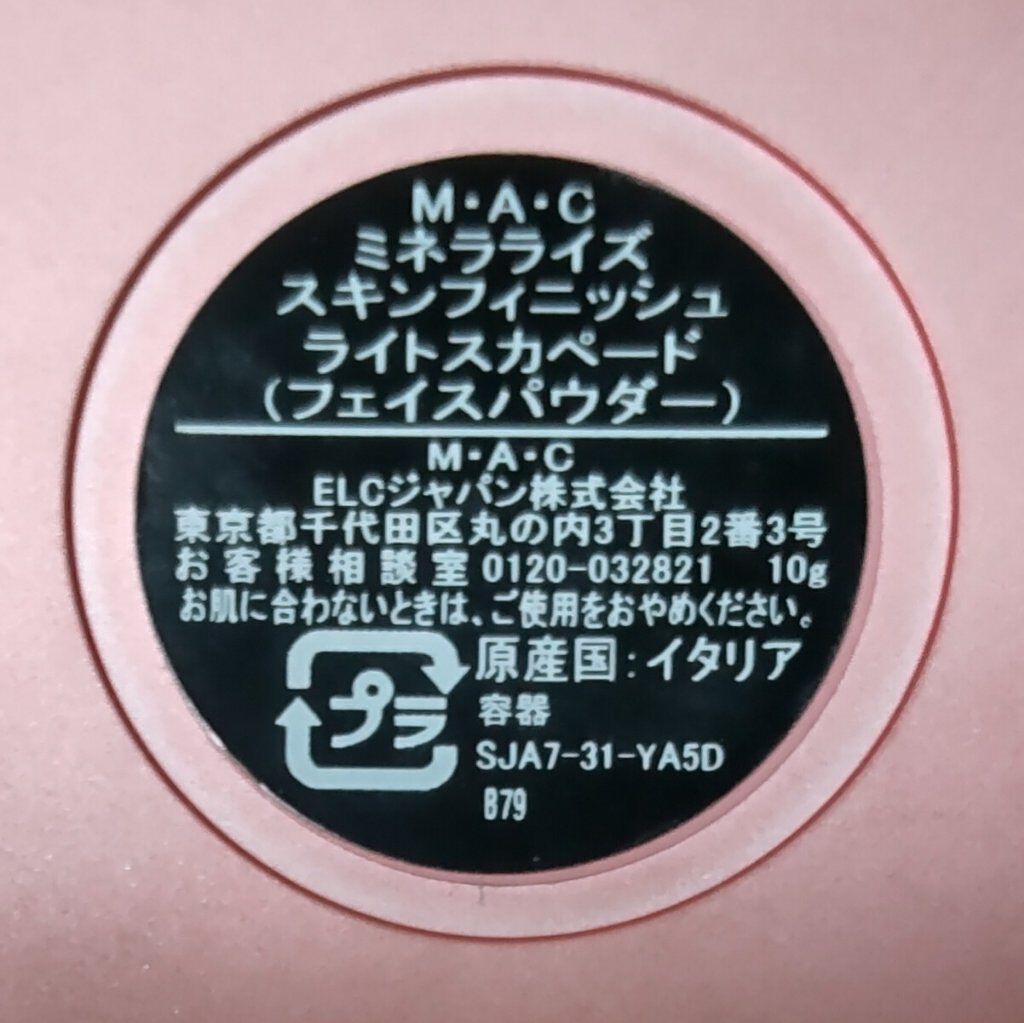 M・A・C
ミネラライズ
スキンフィニッシュ
ライトスカペード
(フェイスパウダー)
M・A・C
ELCジャパン株式会社
東京都千代田区丸の内3丁目2番3号
お客様相談室 0120-032821 10g
お肌に合わないときは、ご使用をおやめください。
原産国:イタリア
プラ
容器
SJA7-31-YA5D
B79